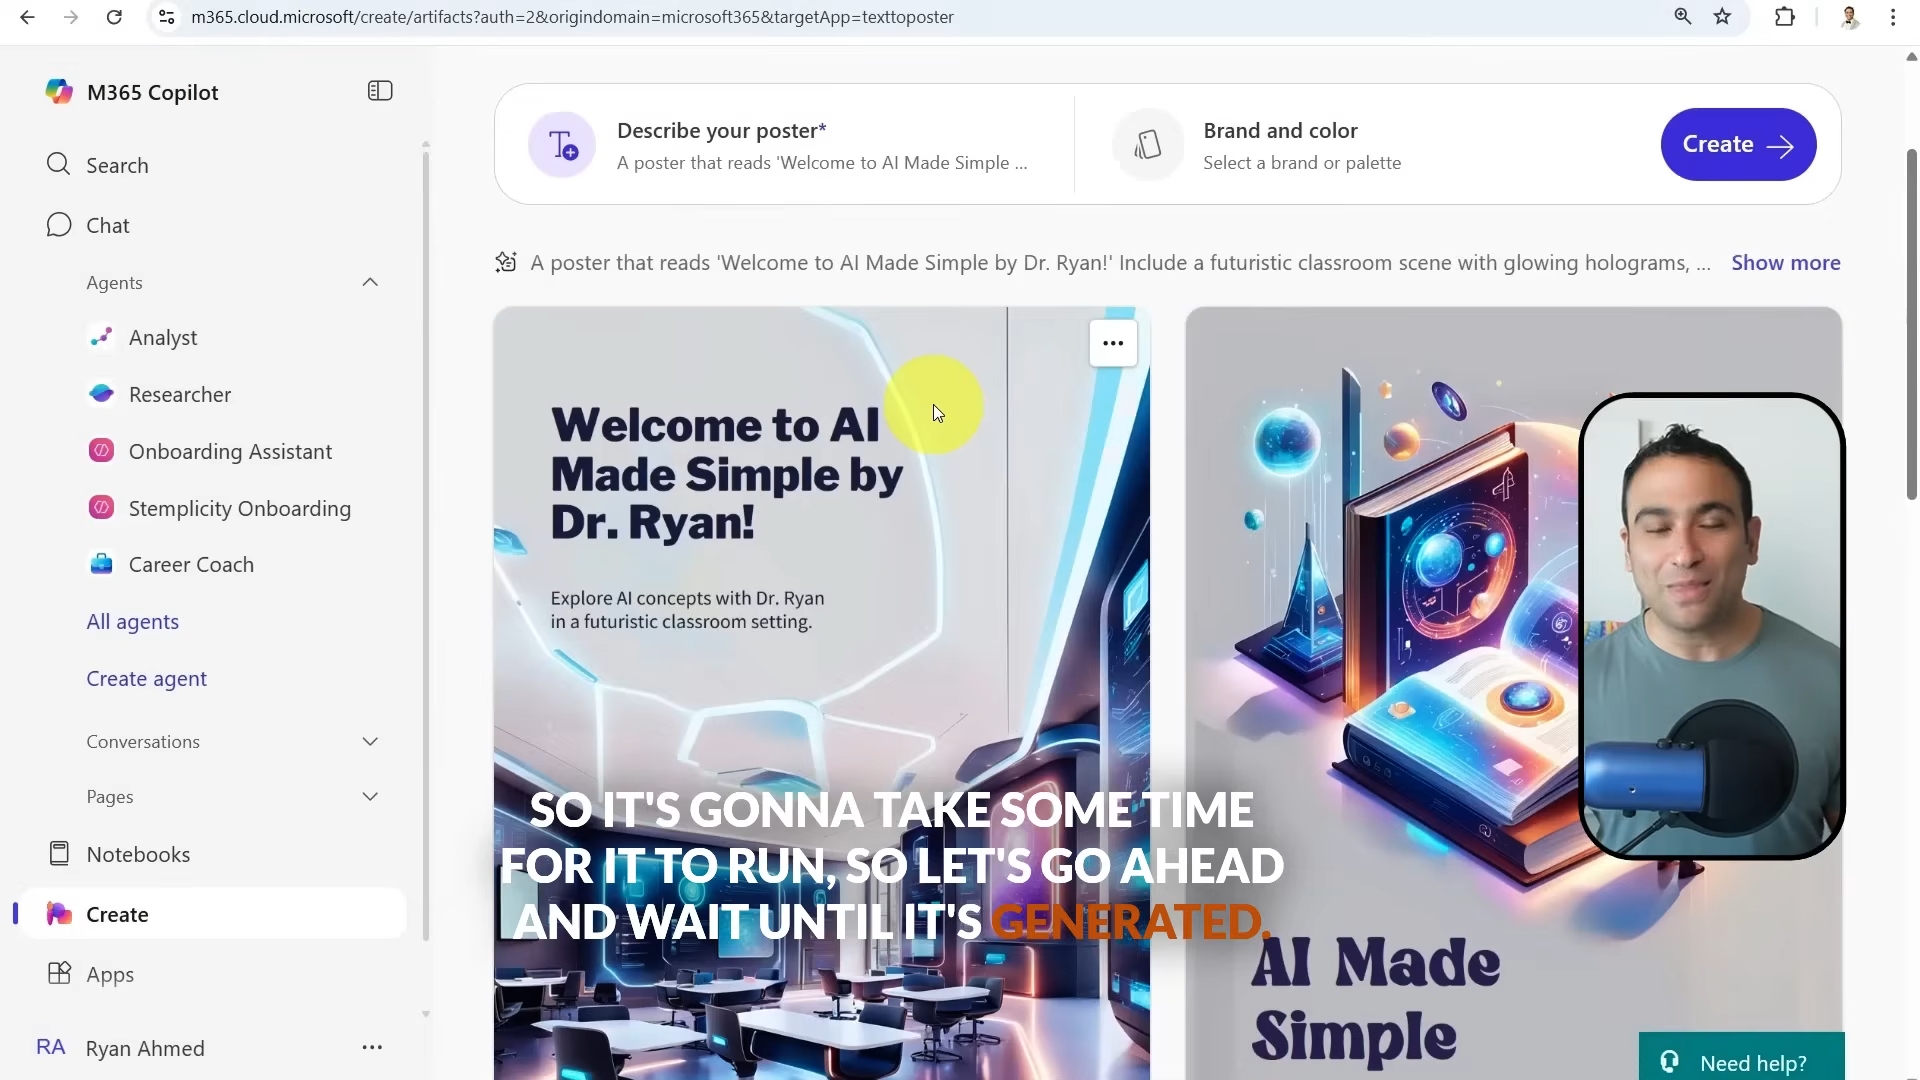 m365.cloud.microsoft/create/artifacts?auth=2&origindomain=microsoft365&targetApp=texttoposter
M365 Copilot
Search
Chat
Agents
Analyst
Researcher
Onboarding Assistant
Stemplicity Onboarding
Career Coach
All agents
Create agent
Conversations
Pages
Notebooks
Create
Apps
RA Ryan Ahmed
Describe your poster*
A poster that reads 'Welcome to AI Made Simple ...
Brand and color
Select a brand or palette
Create
A poster that reads 'Welcome to AI Made Simple by Dr. Ryan!' Include a futuristic classroom scene with glowing holograms, ... Show more
Welcome to AI
Made Simple by
Dr. Ryan!
Explore AI concepts with Dr. Ryan
in a futuristic classroom setting.
SO IT'S GONNA TAKE SOME TIME
FOR IT TO RUN, SO LET'S GO AHEAD
AND WAIT UNTIL IT'S GENERATED.
AI Made
Simple
Need help?